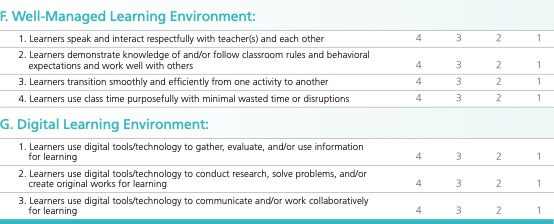 F. Well-Managed Learning Environment:
1. Learners speak and interact respectfully with teacher(s) and each other 4 3 2 1
2. Learners demonstrate knowledge of and/or follow classroom rules and behavioral
expectations and work well with others 4 3 2 1
3. Learners transition smoothly and efficiently from one activity to another 4 3 2 1
4. Learners use class time purposefully with minimal wasted time or disruptions 4 3 2 1
G. Digital Learning Environment:
1. Learners use digital tools/technology to gather, evaluate, and/or use information
for learning 4 3 2 1
2. Learners use digital tools/technology to conduct research, solve problems, and/or
create original works for learning 4 3 2 1
3. Learners use digital tools/technology to communicate and/or work collaboratively
for learning 4 3 2 1